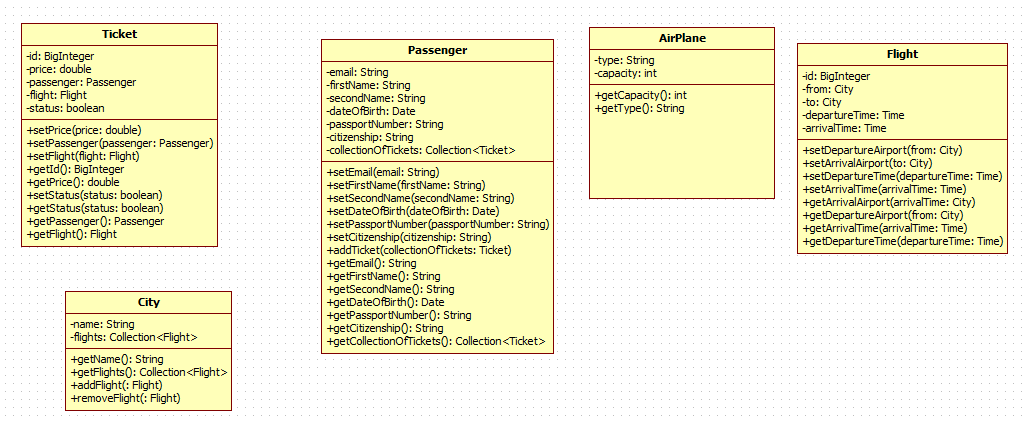 Ticket
-id: BigInteger
-price: double
-passenger: Passenger
-flight: Flight
-status: boolean
+setPrice(price: double)
+setPassenger(passenger: Passenger)
+setFlight(flight: Flight)
+getId(): BigInteger
+getPrice(): double
+setStatus(status: boolean)
+getStatus(status: boolean)
+getPassenger(): Passenger
+getFlight(): Flight
Passenger
-email: String
-firstName: String
-secondName: String
-dateOfBirth: Date
-passportNumber: String
-citizenship: String
-collectionOfTickets: Collection<Ticket>
+setEmail(email: String)
+setFirstName(firstName: String)
+setSecondName(secondName: String)
+setDateOfBirth(dateOfBirth: Date)
+setPassportNumber(passportNumber: String)
+setCitizenship(citizenship: String)
+addTicket(collectionOfTickets: Ticket)
+getEmail(): String
+getFirstName(): String
+getSecondName(): String
+getDateOfBirth(): Date
+getPassportNumber(): String
+getCitizenship(): String
+getCollectionOfTickets(): Collection<Ticket>
AirPlane
-type: String
-capacity: int
+getCapacity(): int
+getType(): String
Flight
-id: BigInteger
-from: City
-to: City
-departureTime: Time
-arrivalTime: Time
+setDepartureAirport(from: City)
+setArrivalAirport(to: City)
+setDepartureTime(departureTime: Time)
+setArrivalTime(arrivalTime: Time)
+getArrivalAirport(arrivalTime: City)
+getDepartureAirport(from: City)
+getArrivalTime(arrivalTime: Time)
+getDepartureTime(departureTime: Time)
City
-name: String
-flights: Collection<Flight>
+getName(): String
+getFlights(): Collection<Flight>
+addFlight(: Flight)
+removeFlight(: Flight)